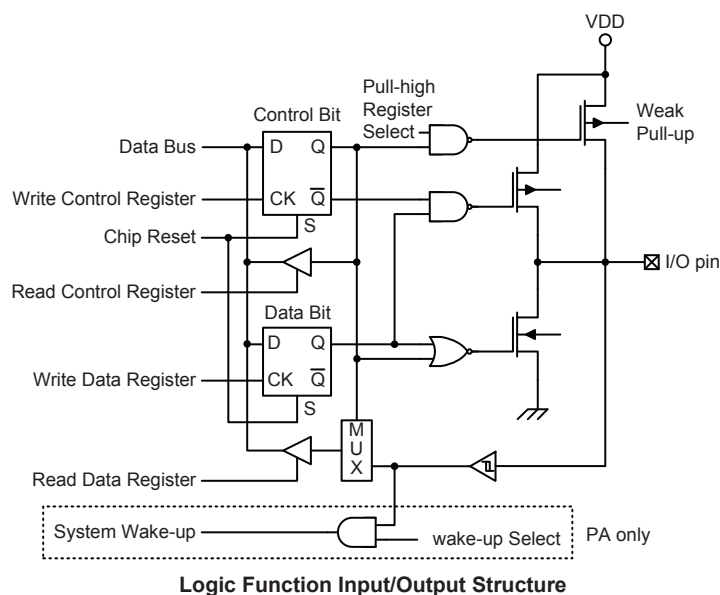 VDD
Pull-high
Register
Select
Control Bit
Weak
Pull-up
Data Bus
D
Q
Write Control Register
CK
Q
Chip Reset
S
I/O pin
Read Control Register
Data Bit
D
Q
Write Data Register
CK
Q
S
M
U
X
Read Data Register
System Wake-up
wake-up Select
PA only
Logic Function Input/Output Structure